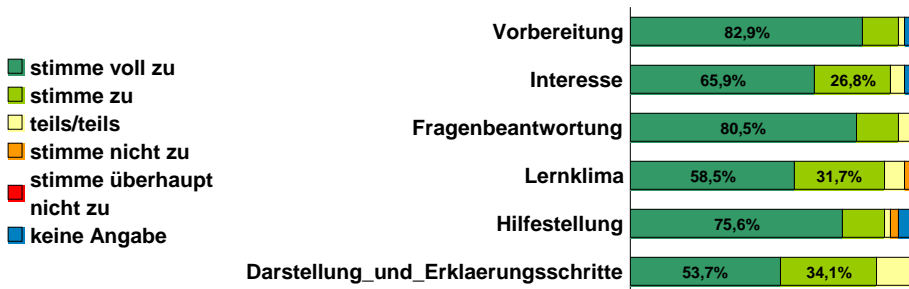 stimme voll zu
stimme zu
teils/teils
stimme nicht zu
stimme überhaupt
nicht zu
keine Angabe
Vorbereitung 82,9%
Interesse 65,9% 26,8%
Fragenbeantwortung 80,5%
Lernklima 58,5% 31,7%
Hilfestellung 75,6%
Darstellung_und_Erklaerungsschritte 53,7% 34,1%